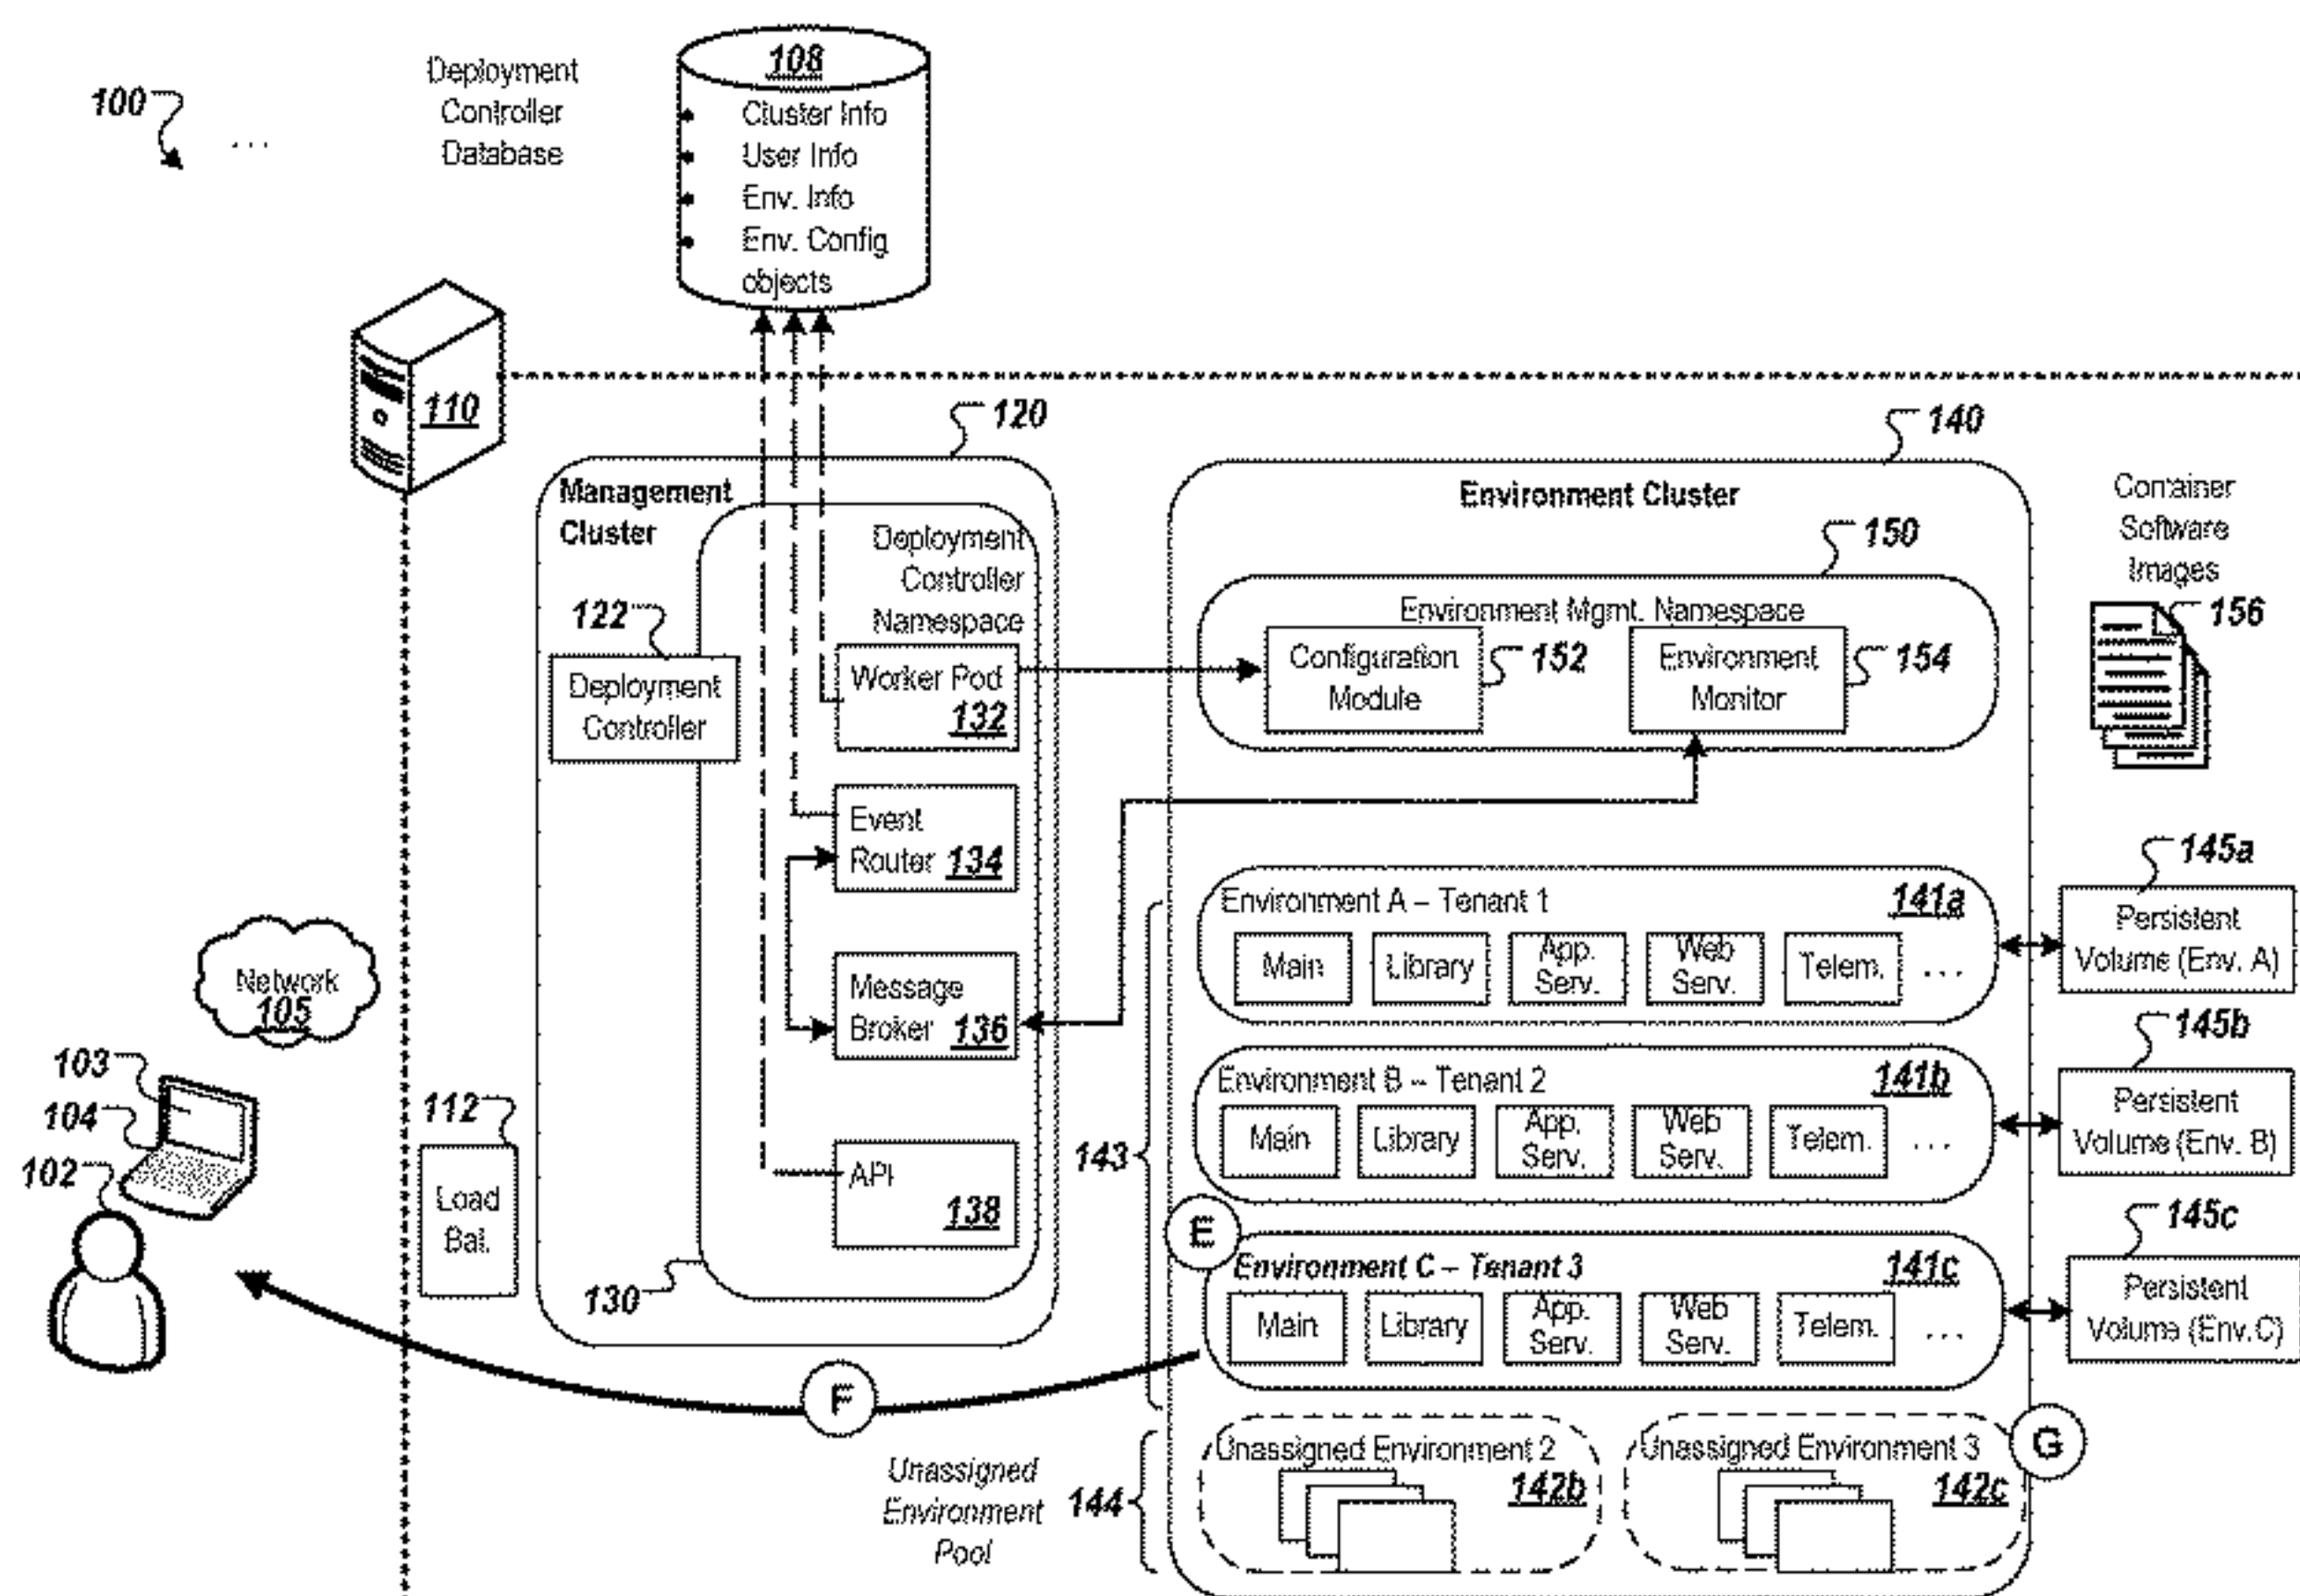 100
...
Deployment
Controller
Database
108
Cluster Info
User Info
Env. Info
Env. Config
objects
110
120
140
Management
Cluster
Deployment
Controller
Namespace
122
Deployment
Controller
Worker Pod
132
Event
Router 134
Message
Broker 136
API
138
130
Environment Cluster
150
Environment Mgmt. Namespace
Configuration
Module
152
Environment
Monitor
154
Container
Software
Images
156
Network
105
103
104
102
112
Load
Bal.
143
Environment A – Tenant 1
141a
Main
Library
App.
Serv.
Web
Serv.
Telem.
...
145a
Persistent
Volume (Env. A)
Environment B – Tenant 2
141b
Main
Library
App.
Serv.
Web
Serv.
Telem.
...
145b
Persistent
Volume (Env. B)
E
Environment C – Tenant 3
141c
Main
Library
App.
Serv.
Web
Serv.
Telem.
...
145c
Persistent
Volume (Env.C)
F
G
Unassigned
Environment
Pool
144
Unassigned Environment 2
142b
Unassigned Environment 3
142c